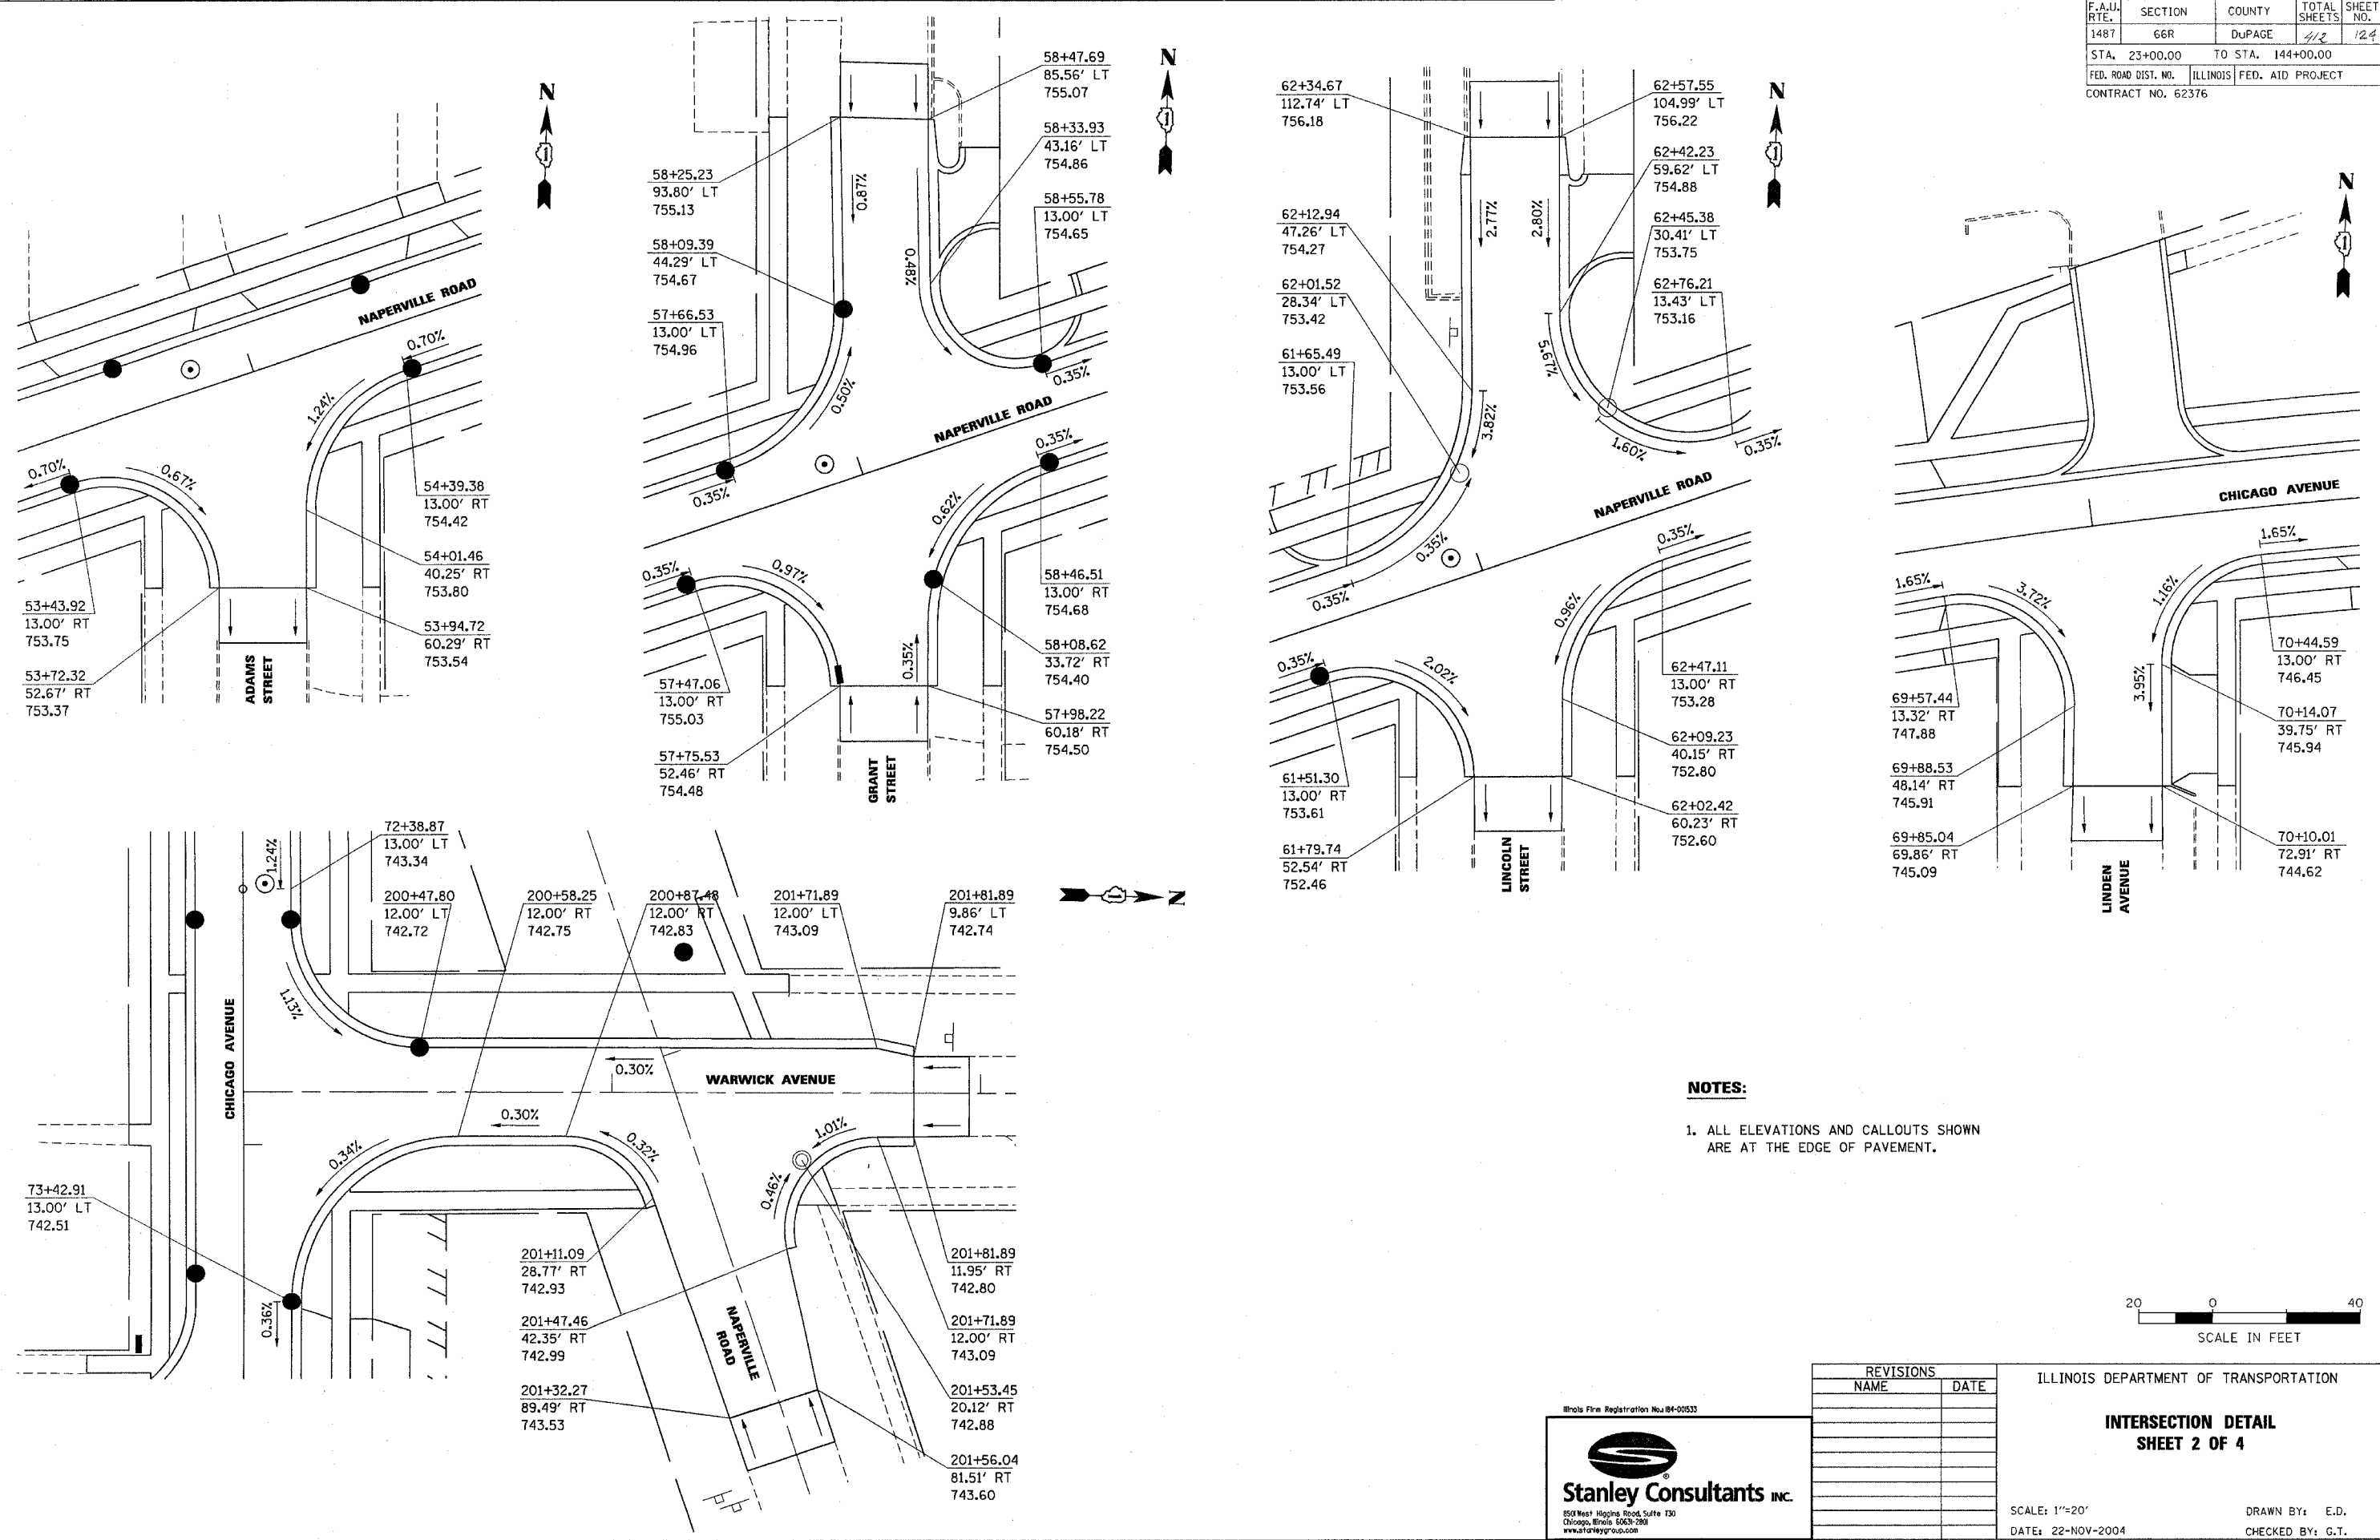 F.A.U. RTE. SECTION COUNTY TOTAL SHEETS SHEET NO.
1487 66R DuPAGE 412 124
STA. 23+00.00 TO STA. 144+00.00
FED. ROAD DIST. NO. ILLINOIS FED. AID PROJECT
CONTRACT NO. 62376
N
1
NAPERVILLE ROAD
0.70%
1.24%
0.70%
0.67%
54+39.38
13.00' RT
754.42
54+01.46
40.25' RT
753.80
53+94.72
60.29' RT
753.54
53+43.92
13.00' RT
753.75
53+72.32
52.67' RT
753.37
ADAMS
STREET
N
1
58+47.69
85.56' LT
755.07
58+33.93
43.16' LT
754.86
58+55.78
13.00' LT
754.65
58+25.23
93.80' LT
755.13
58+09.39
44.29' LT
754.67
57+66.53
13.00' LT
754.96
0.87%
0.48%
0.50%
0.35%
0.35%
NAPERVILLE ROAD
0.35%
0.62%
0.35%
0.97%
0.35%
58+46.51
13.00' RT
754.68
58+08.62
33.72' RT
754.40
57+98.22
60.18' RT
754.50
57+47.06
13.00' RT
755.03
57+75.53
52.46' RT
754.48
GRANT
STREET
N
1
62+34.67
112.74' LT
756.18
62+12.94
47.26' LT
754.27
62+01.52
28.34' LT
753.42
61+65.49
13.00' LT
753.56
62+57.55
104.99' LT
756.22
62+42.23
59.62' LT
754.88
62+45.38
30.41' LT
753.75
62+76.21
13.43' LT
753.16
2.77%
2.80%
5.67%
3.82%
1.60%
0.35%
0.35%
0.35%
NAPERVILLE ROAD
0.35%
0.96%
0.35%
2.02%
62+47.11
13.00' RT
753.28
62+09.23
40.15' RT
752.80
62+02.42
60.23' RT
752.60
61+51.30
13.00' RT
753.61
61+79.74
52.54' RT
752.46
LINCOLN
STREET
N
1
CHICAGO AVENUE
1.65%
1.65%
3.72%
1.16%
3.95%
70+44.59
13.00' RT
746.45
70+14.07
39.75' RT
745.94
70+10.01
72.91' RT
744.62
69+57.44
13.32' RT
747.88
69+88.53
48.14' RT
745.91
69+85.04
69.86' RT
745.09
LINDEN
AVENUE
72+38.87
13.00' LT
743.34
1.24%
200+47.80
12.00' LT
742.72
200+58.25
12.00' RT
742.75
200+87.48
12.00' RT
742.83
201+71.89
12.00' LT
743.09
201+81.89
9.86' LT
742.74
1
N
1.13%
CHICAGO AVENUE
0.30%
WARWICK AVENUE
0.30%
0.34%
0.32%
1.01%
0.46%
73+42.91
13.00' LT
742.51
0.36%
201+11.09
28.77' RT
742.93
201+47.46
42.35' RT
742.99
201+32.27
89.49' RT
743.53
NAPERVILLE
ROAD
201+81.89
11.95' RT
742.80
201+71.89
12.00' RT
743.09
201+53.45
20.12' RT
742.88
201+56.04
81.51' RT
743.60
NOTES:
1. ALL ELEVATIONS AND CALLOUTS SHOWN
ARE AT THE EDGE OF PAVEMENT.
20 0 40
SCALE IN FEET
Illinois Firm Registration No.: 184-001533
Stanley Consultants INC.
8501 West Higgins Road, Suite 730
Chicago, Illinois 60631-2801
www.stanleygroup.com
REVISIONS
NAME DATE
ILLINOIS DEPARTMENT OF TRANSPORTATION
INTERSECTION DETAIL
SHEET 2 OF 4
SCALE: 1"=20' DRAWN BY: E.D.
DATE: 22-NOV-2004 CHECKED BY: G.T.